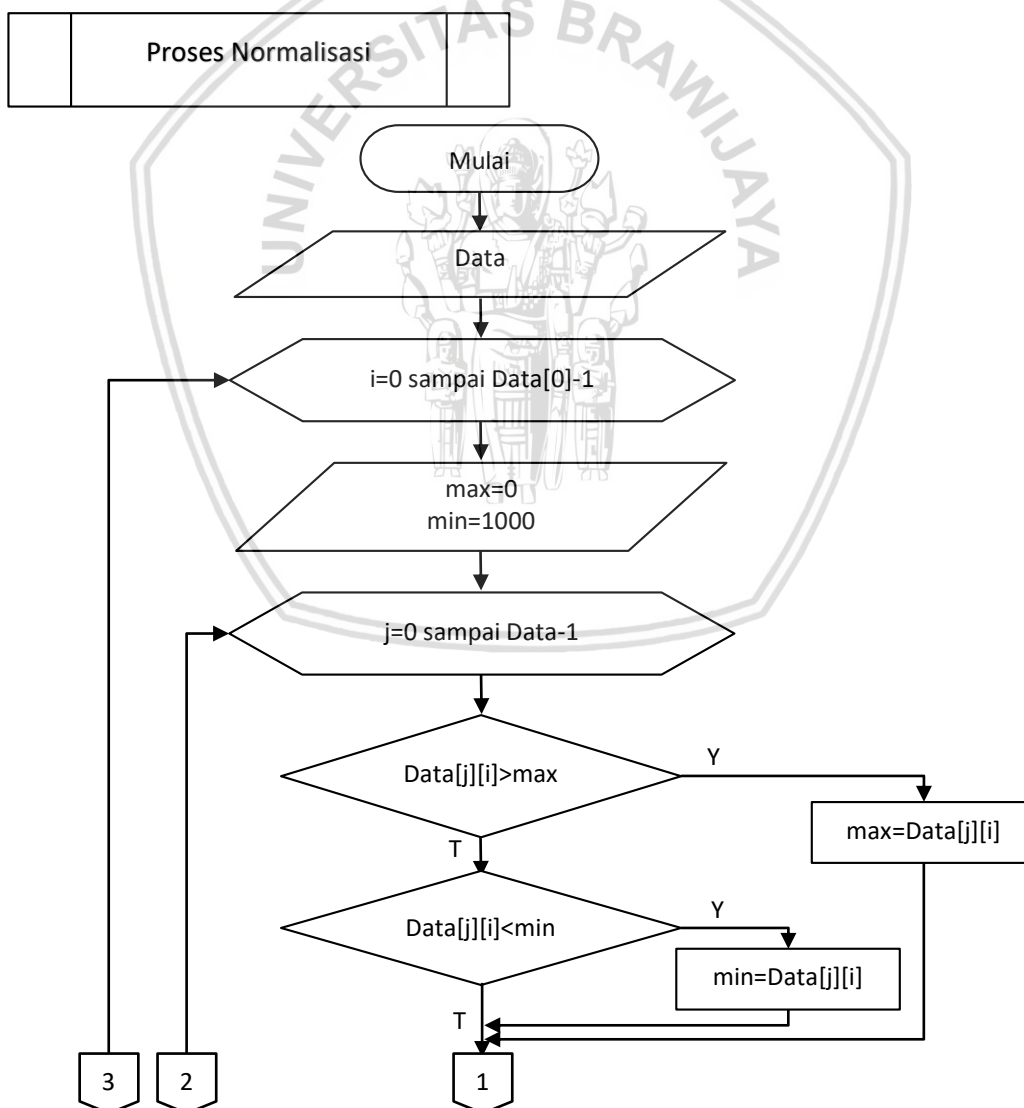 UNIVERSITAS BRAWIJAYA
Proses Normalisasi
Mulai
Data
i=0 sampai Data[0]-1
max=0
min=1000
j=0 sampai Data-1
Data[j][i]>max
Y
max=Data[j][i]
T
Data[j][i]<min
Y
min=Data[j][i]
T
3
2
1